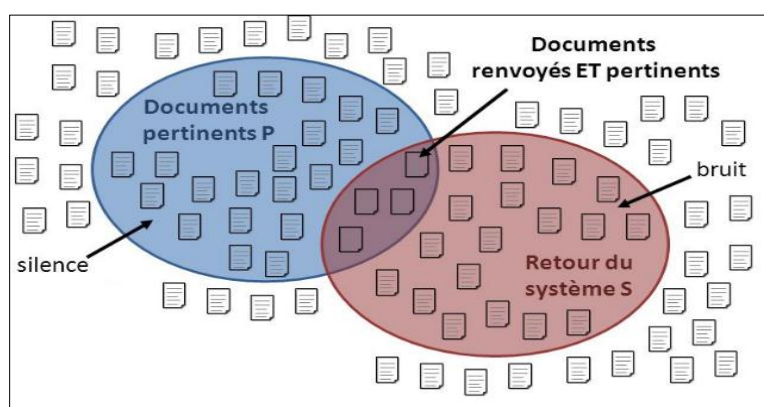 Documents
renvoyés ET pertinents
Documents
pertinents P
bruit
silence
Retour du
système S